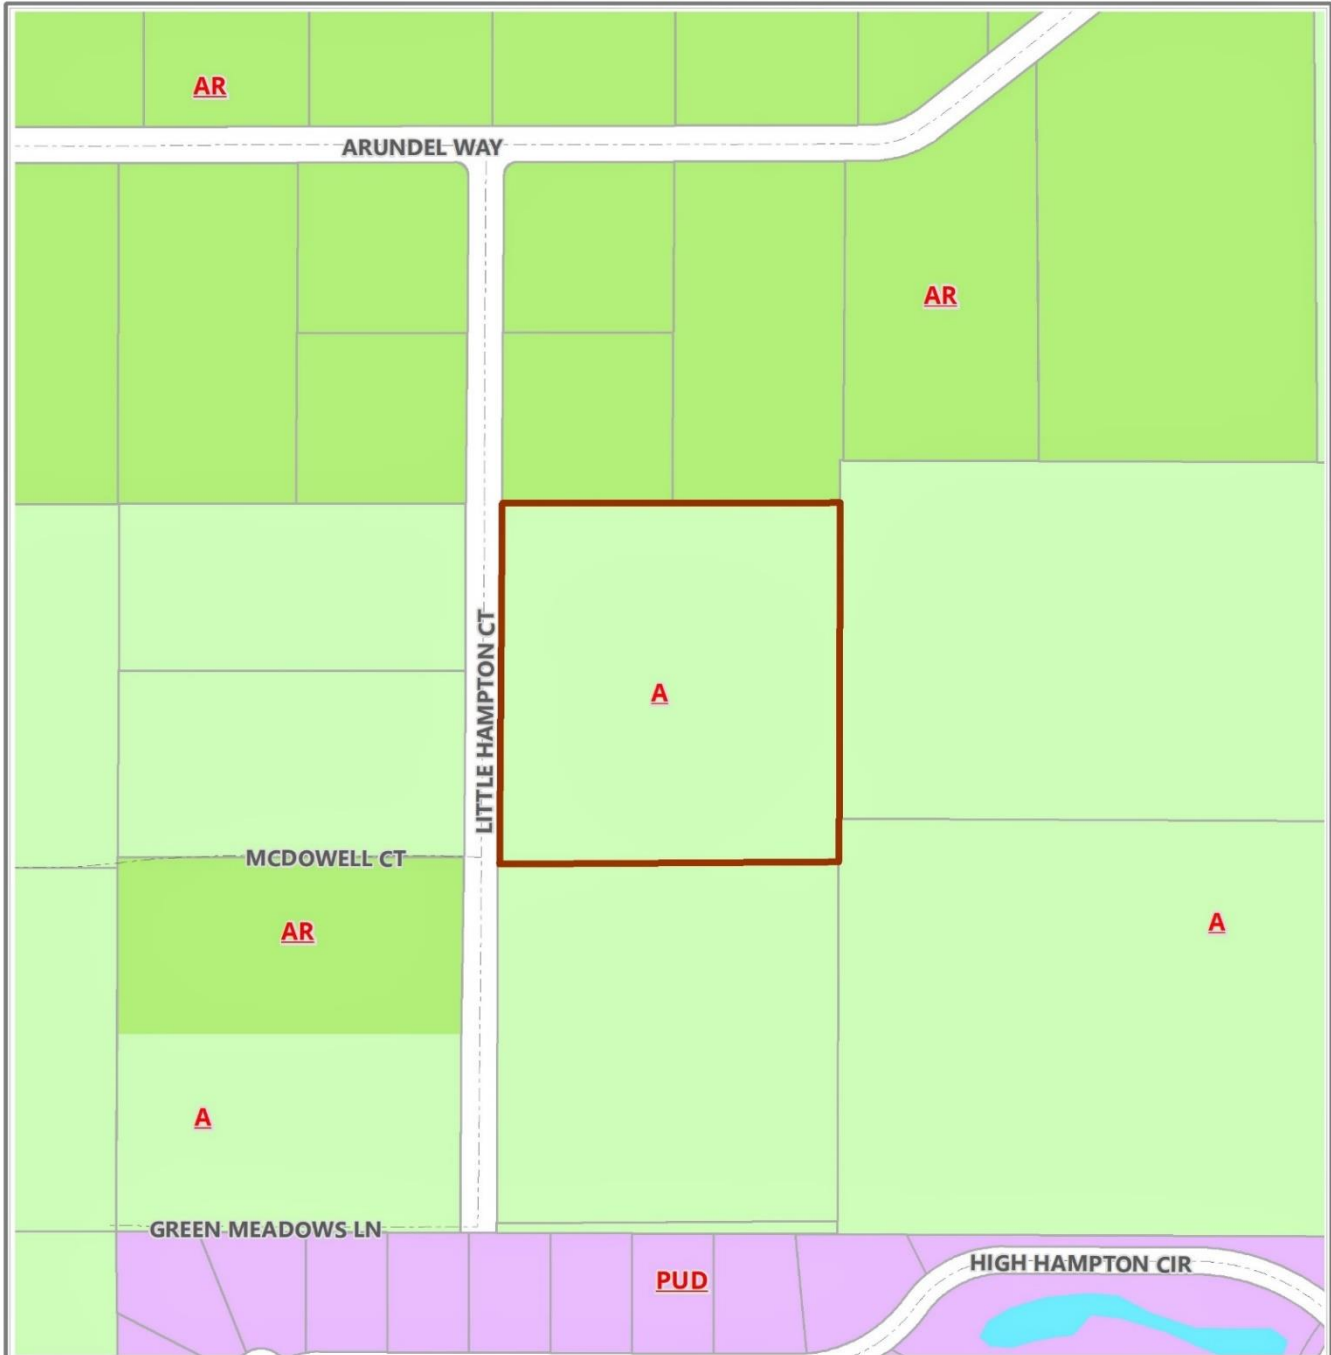 AR
ARUNDEL WAY
AR
LITTLE HAMPTON CT
A
MCDOWELL CT
AR
A
A
GREEN MEADOWS LN
HIGH HAMPTON CIR
PUD